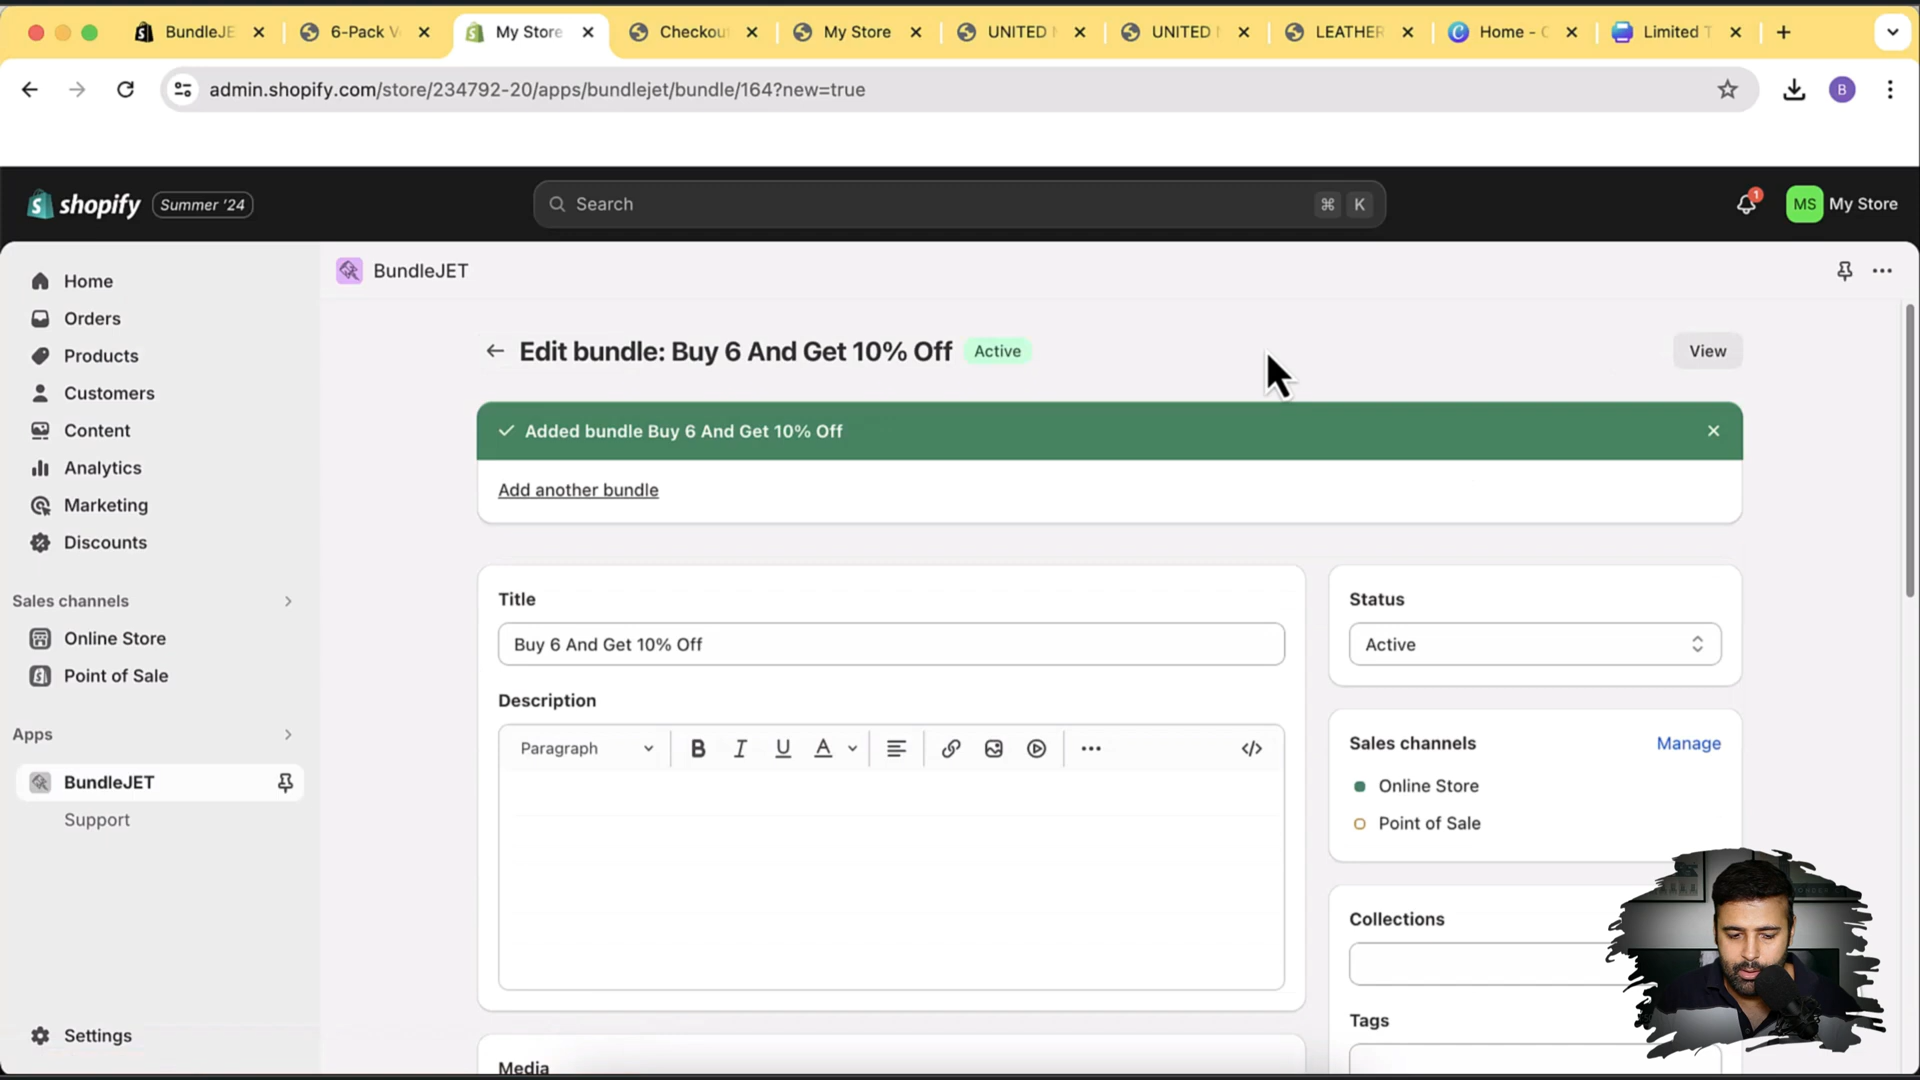 BundleJE
6-Pack V
My Store
Checkou
My Store
UNITED
UNITED
LEATHER
Home - C
Limited T
admin.shopify.com/store/234792-20/apps/bundlejet/bundle/164?new=true
B
shopify
Summer '24
Search
⌘ K
1
MS
My Store
Home
Orders
Products
Customers
Content
Analytics
Marketing
Discounts
Sales channels
Online Store
Point of Sale
Apps
BundleJET
Support
Settings
BundleJET
Edit bundle: Buy 6 And Get 10% Off
Active
View
Added bundle Buy 6 And Get 10% Off
Add another bundle
Title
Buy 6 And Get 10% Off
Description
Paragraph
B I U A
Media
Status
Active
Sales channels
Manage
Online Store
Point of Sale
Collections
Tags